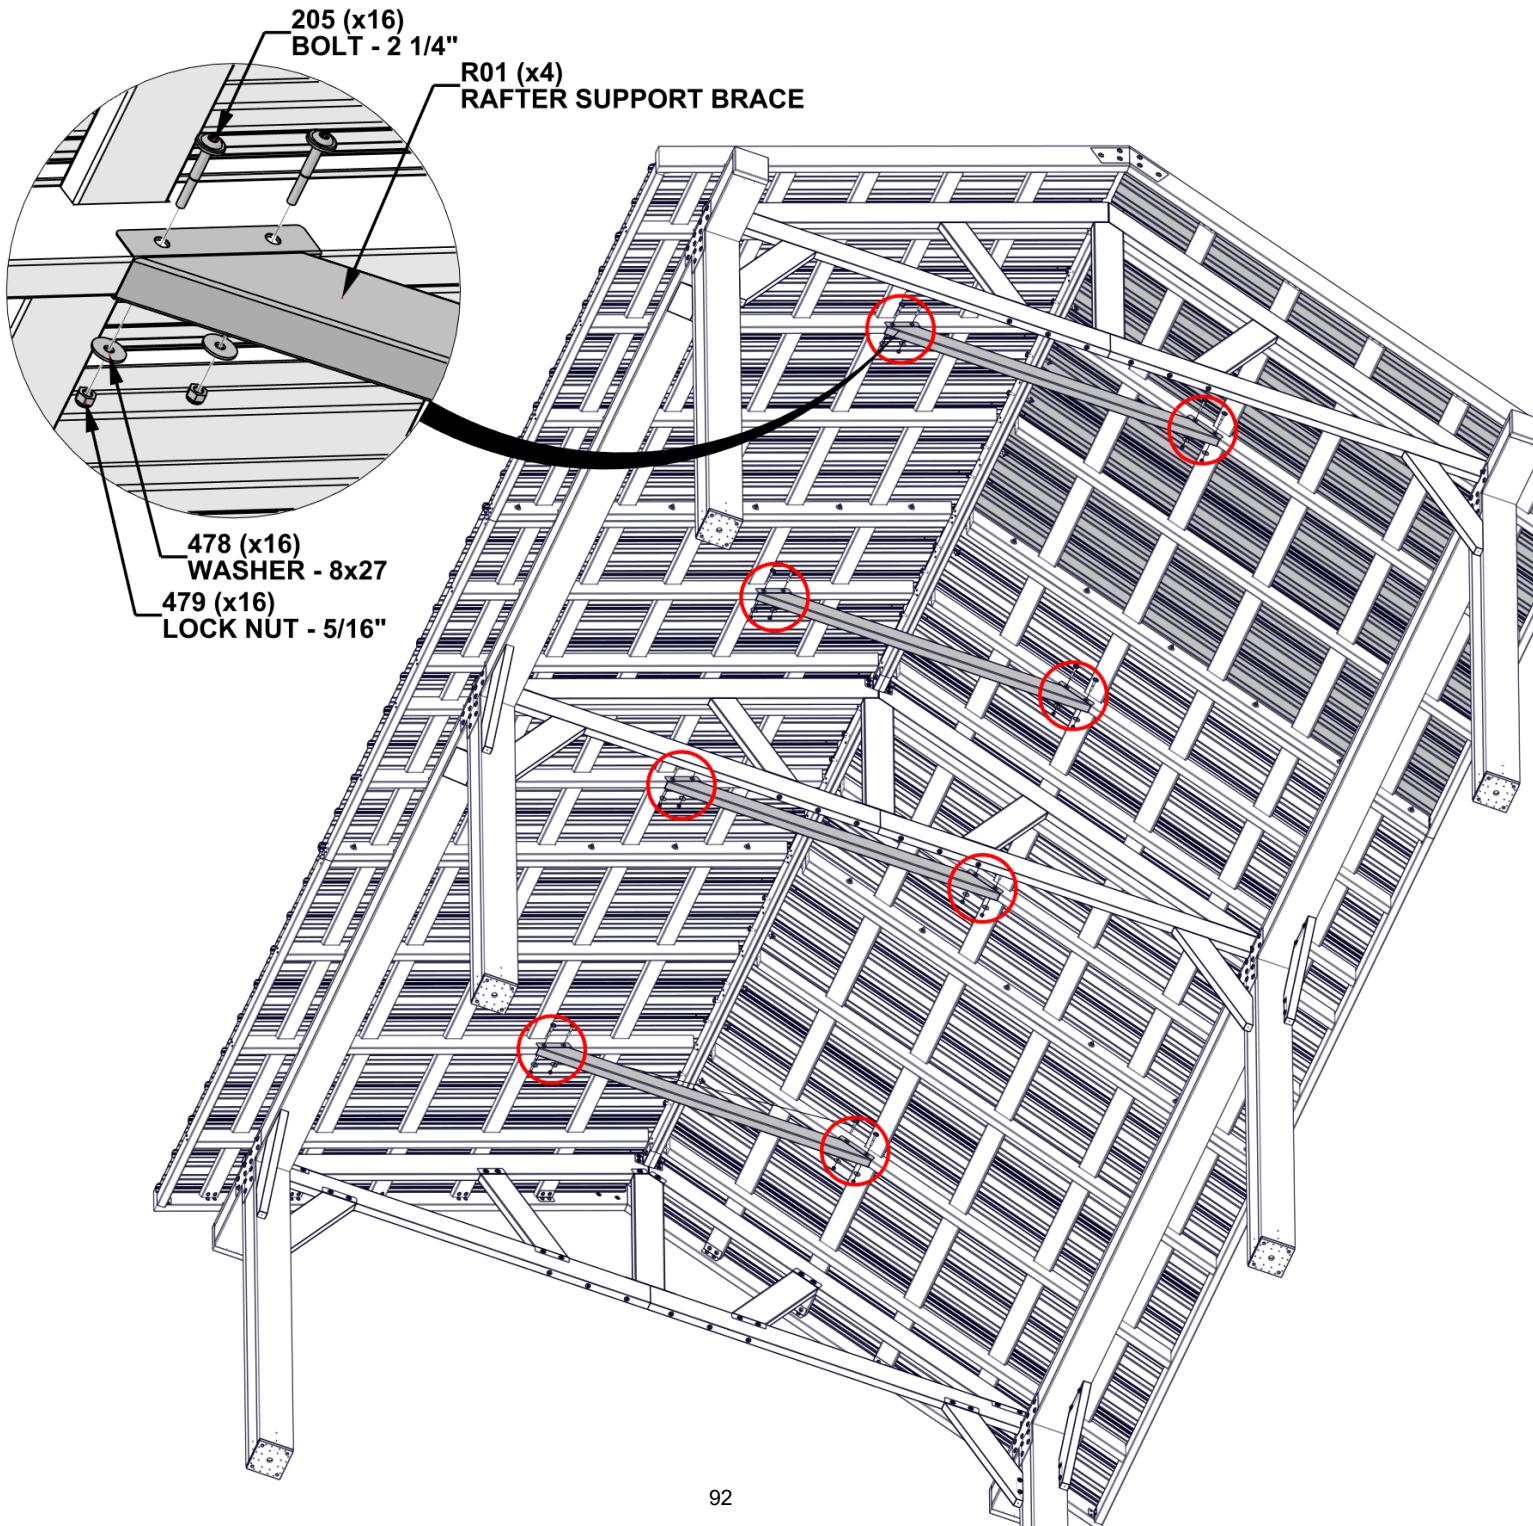 205 (x16)
BOLT - 2 1/4"
R01 (x4)
RAFTER SUPPORT BRACE
478 (x16)
WASHER - 8x27
479 (x16)
LOCK NUT - 5/16"
92